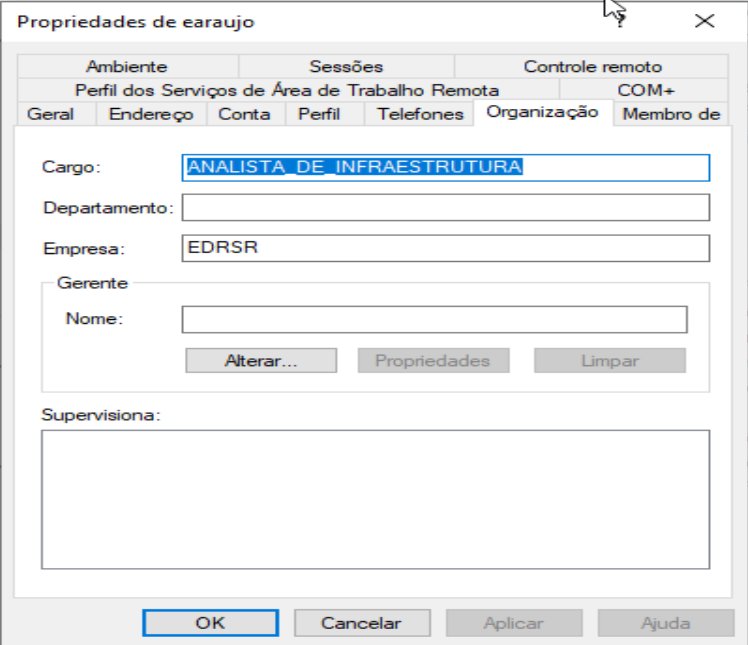 Propriedades de earaujo
?
Ambiente Sessões Controle remoto
Perfil dos Serviços de Área de Trabalho Remota COM+
Geral Endereço Conta Perfil Telefones Organização Membro de
Cargo: ANALISTA_DE_INFRAESTRUTURA
Departamento:
Empresa: EDRSR
Gerente
Nome:
Alterar... Propriedades Limpar
Supervisiona:
OK Cancelar Aplicar Ajuda